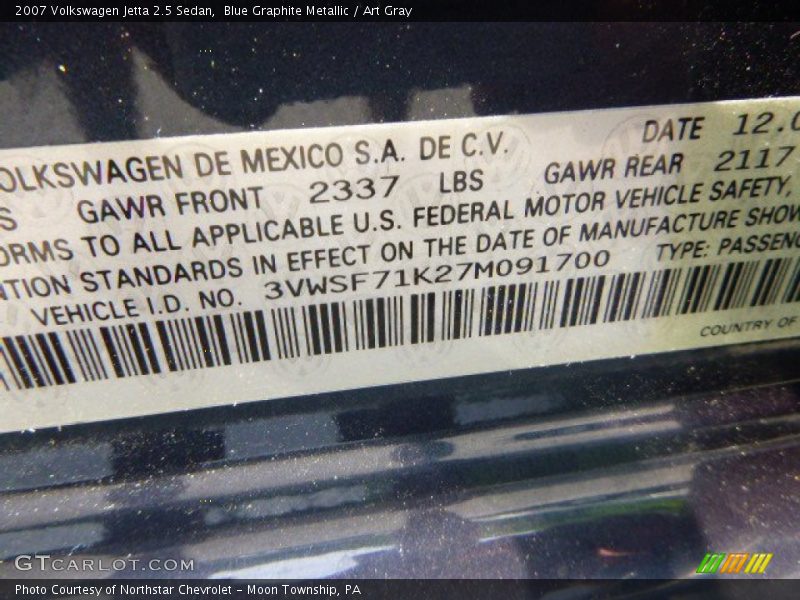 2007 Volkswagen Jetta 2.5 Sedan, Blue Graphite Metallic / Art Gray
OLKSWAGEN DE MEXICO S.A. DE C.V. DATE 12.0
S GAWR FRONT 2337 LBS GAWR REAR 2117
ORMS TO ALL APPLICABLE U.S. FEDERAL MOTOR VEHICLE SAFETY,
NTION STANDARDS IN EFFECT ON THE DATE OF MANUFACTURE SHOW
VEHICLE I.D. NO. 3VWSF71K27M091700 TYPE: PASSENG
COUNTRY OF
GTCARLOT.COM
Photo Courtesy of Northstar Chevrolet - Moon Township, PA